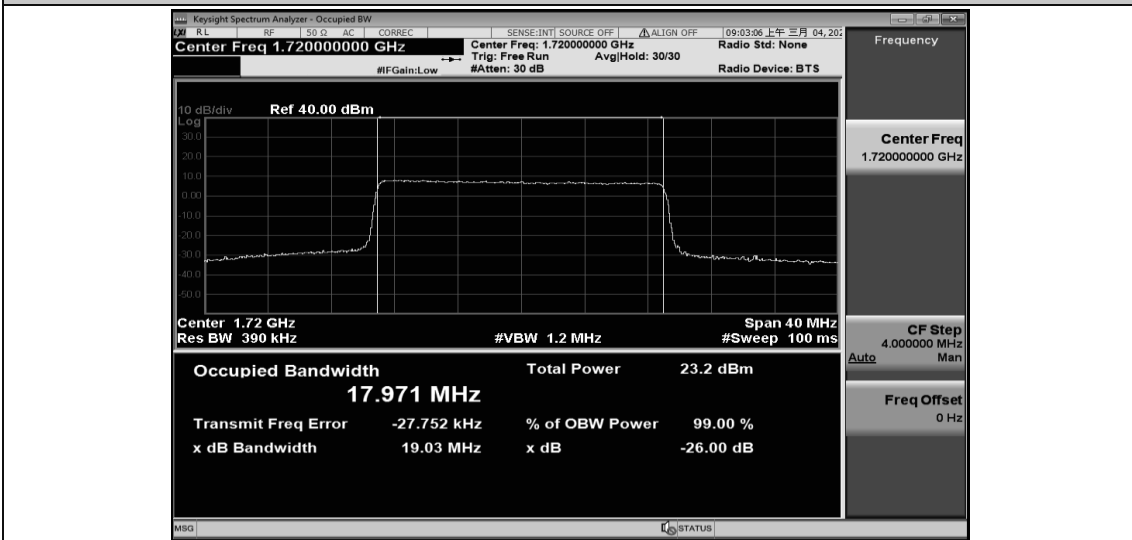 Keysight Spectrum Analyzer - Occupied BW
RL RF 50 Ω AC CORREC SENSE:INT SOURCE OFF ALIGN OFF 09:03:06 上午 三月 04, 202
Center Freq 1.720000000 GHz
Center Freq: 1.720000000 GHz
Radio Std: None
Trig: Free Run Avg|Hold: 30/30
#IFGain:Low
#Atten: 30 dB
Radio Device: BTS
Frequency
10 dB/div Ref 40.00 dBm
Log
30.0
20.0
10.0
0.00
-10.0
-20.0
-30.0
-40.0
-50.0
Center 1.72 GHz
Span 40 MHz
Res BW 390 kHz
#VBW 1.2 MHz
#Sweep 100 ms
Center Freq
1.720000000 GHz
CF Step
4.000000 MHz
Auto Man
Freq Offset
0 Hz
Occupied Bandwidth
17.971 MHz
Total Power 23.2 dBm
Transmit Freq Error -27.752 kHz
% of OBW Power 99.00 %
x dB Bandwidth 19.03 MHz
x dB -26.00 dB
MSG
STATUS